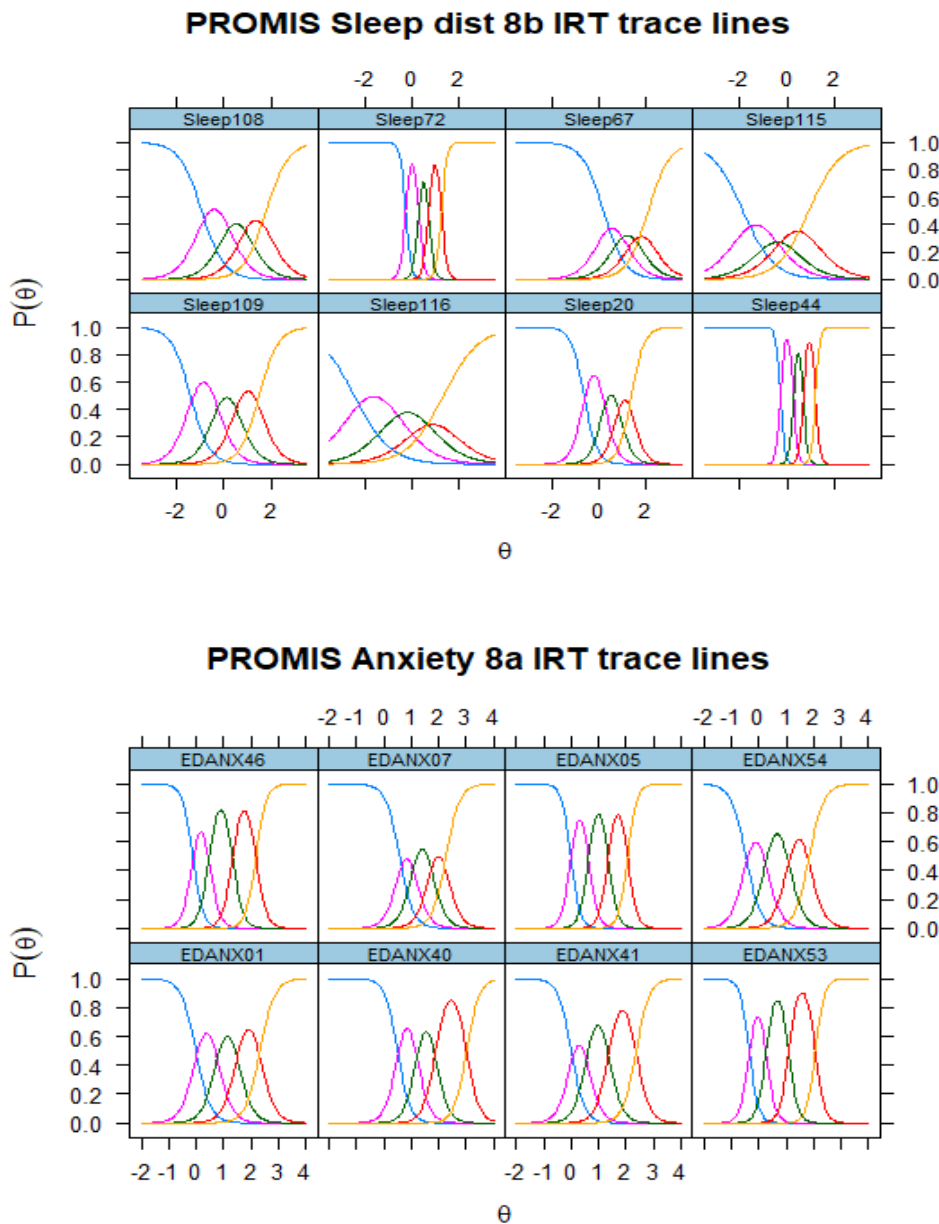 PROMIS Sleep dist 8b IRT trace lines
-2 0 2 -2 0 2
Sleep108 Sleep72 Sleep67 Sleep115
1.0
0.8
0.6
0.4
0.2
0.0
Sleep109 Sleep116 Sleep20 Sleep44
1.0
0.8
0.6
0.4
0.2
0.0
P(θ)
-2 0 2 -2 0 2
θ
PROMIS Anxiety 8a IRT trace lines
-2 -1 0 1 2 3 4 -2 -1 0 1 2 3 4
EDANX46 EDANX07 EDANX05 EDANX54
1.0
0.8
0.6
0.4
0.2
0.0
EDANX01 EDANX40 EDANX41 EDANX53
1.0
0.8
0.6
0.4
0.2
0.0
P(θ)
-2 -1 0 1 2 3 4 -2 -1 0 1 2 3 4
θ